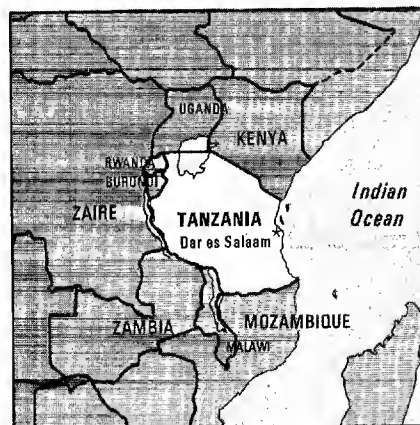 UGANDA
KENYA
RWANDA
BURUNDI
ZAIRE
TANZANIA
Dar es Salaam
Indian
Ocean
ZAMBIA
MOZAMBIQUE
MALAWI